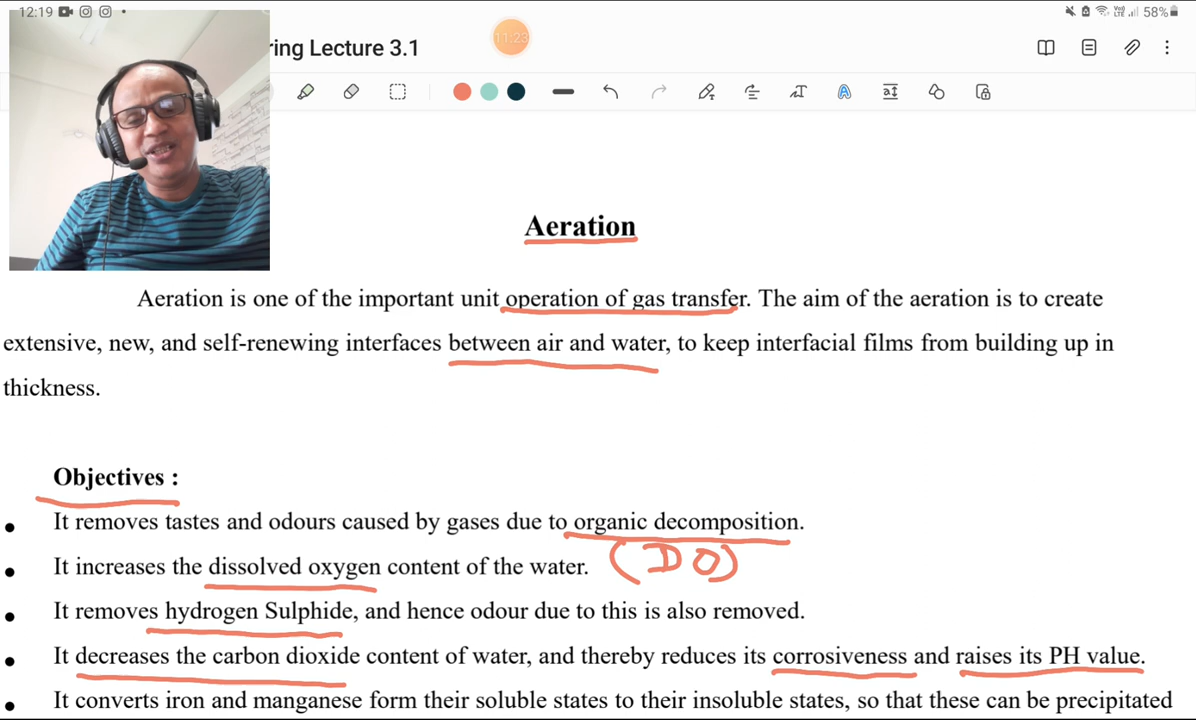 12:19
VoD LTE 58%
ring Lecture 3.1
11:23
Aeration
Aeration is one of the important unit operation of gas transfer. The aim of the aeration is to create
extensive, new, and self-renewing interfaces between air and water, to keep interfacial films from building up in
thickness.
Objectives :
• It removes tastes and odours caused by gases due to organic decomposition.
• It increases the dissolved oxygen content of the water. (DO)
• It removes hydrogen Sulphide, and hence odour due to this is also removed.
• It decreases the carbon dioxide content of water, and thereby reduces its corrosiveness and raises its PH value.
• It converts iron and manganese form their soluble states to their insoluble states, so that these can be precipitated